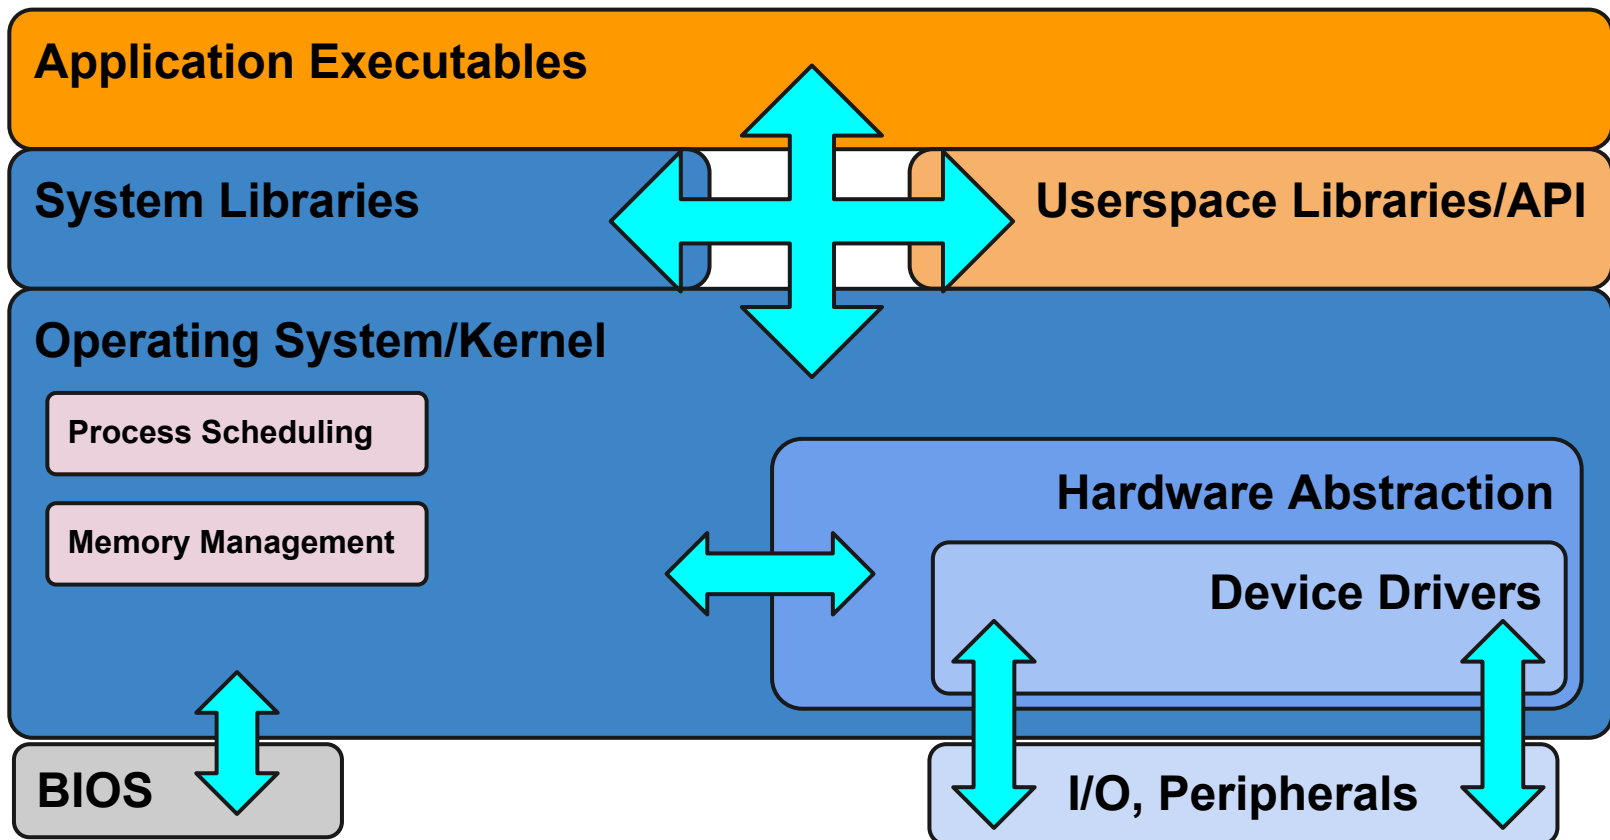 Application Executables
System Libraries
Userspace Libraries/API
Operating System/Kernel
Process Scheduling
Memory Management
Hardware Abstraction
Device Drivers
BIOS
I/O, Peripherals